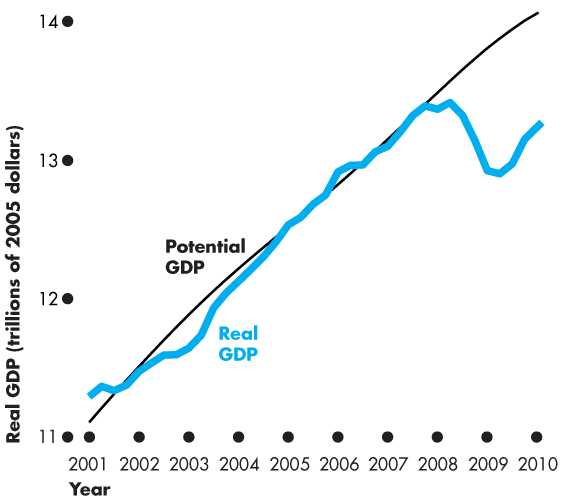 Real GDP (trillions of 2005 dollars)
14
13
12
11
Potential
GDP
Real
GDP
2001 2002 2003 2004 2005 2006 2007 2008 2009 2010
Year